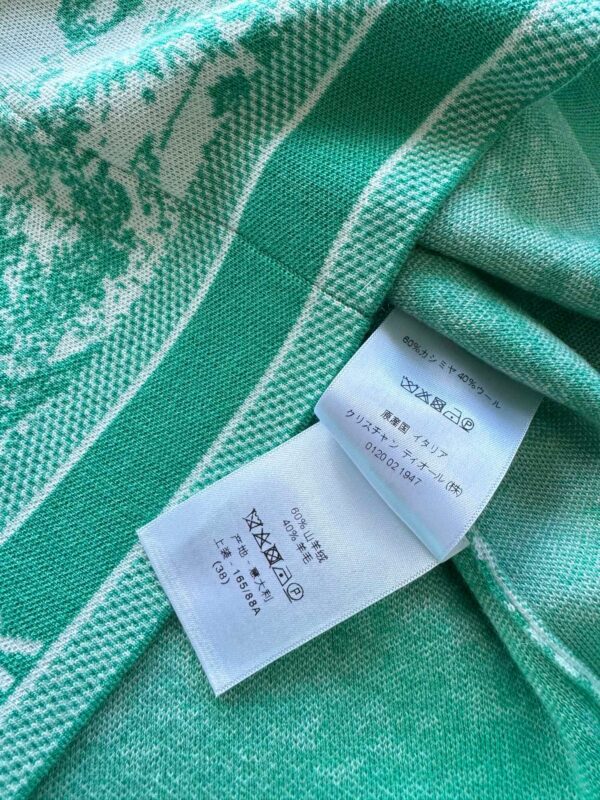 60%カシミヤ 40%ウール
原産国 イタリア
クリスチャン ディオール (株)
0120 02 1947
60% 山羊绒
40% 羊毛
产地 - 意大利
上装 - 165/88A
(38)